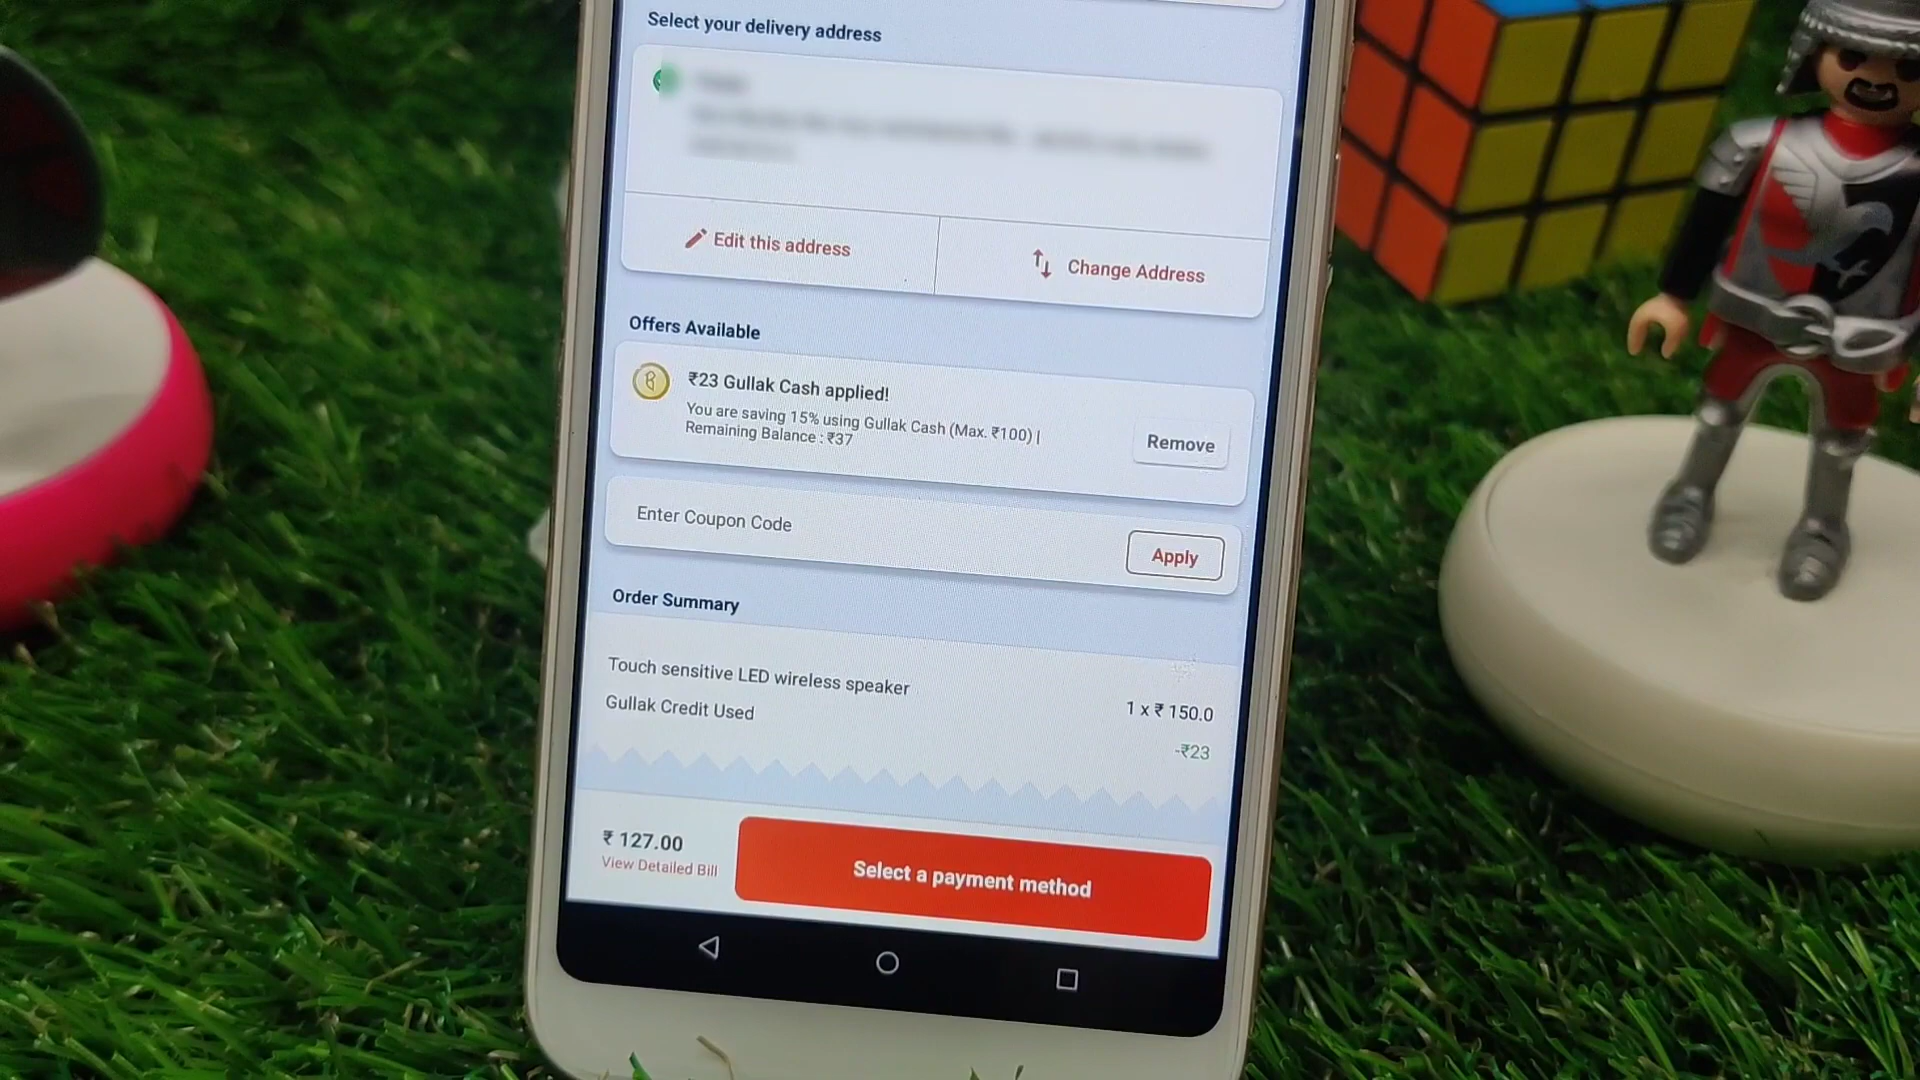 Select your delivery address
Edit this address
Change Address
Offers Available
₹23 Gullak Cash applied!
You are saving 15% using Gullak Cash (Max. ₹100) |
Remaining Balance : ₹37
Remove
Enter Coupon Code
Apply
Order Summary
Touch sensitive LED wireless speaker
1 x ₹ 150.0
Gullak Credit Used
-₹23
₹ 127.00
View Detailed Bill
Select a payment method